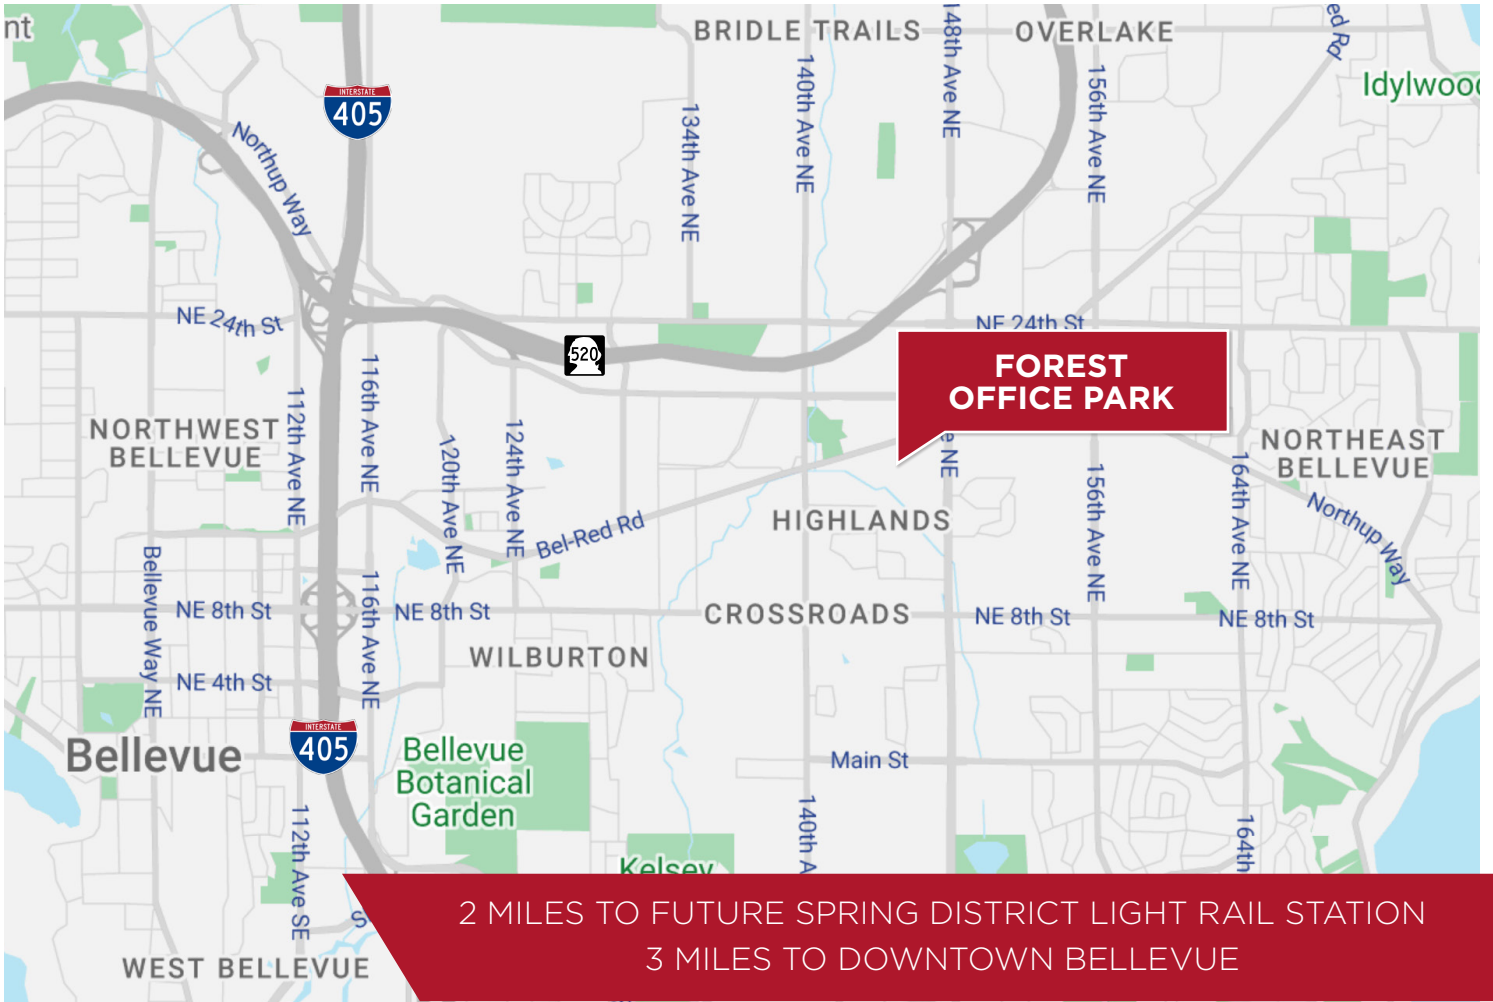 nt
BRIDLE TRAILS
OVERLAKE
148th Ave NE
Idylwood
INTERSTATE
405
Northup Way
134th Ave NE
140th Ave NE
156th Ave NE
NE 24th St
NE 24th St
520
FOREST
OFFICE PARK
116th Ave NE
112th Ave NE
NORTHWEST
BELLEVUE
120th Ave NE
124th Ave NE
e NE
NORTHEAST
BELLEVUE
156th Ave NE
164th Ave NE
Northup Way
Bel-Red Rd
HIGHLANDS
Bellevue Way NE
NE 8th St
116th Ave NE
NE 8th St
CROSSROADS
NE 8th St
NE 8th St
WILBURTON
NE 4th St
INTERSTATE
405
Bellevue
Bellevue
Botanical
Garden
Main St
112th Ave SE
140th A
164th
Kelsey
S
WEST BELLEVUE
2 MILES TO FUTURE SPRING DISTRICT LIGHT RAIL STATION
3 MILES TO DOWNTOWN BELLEVUE